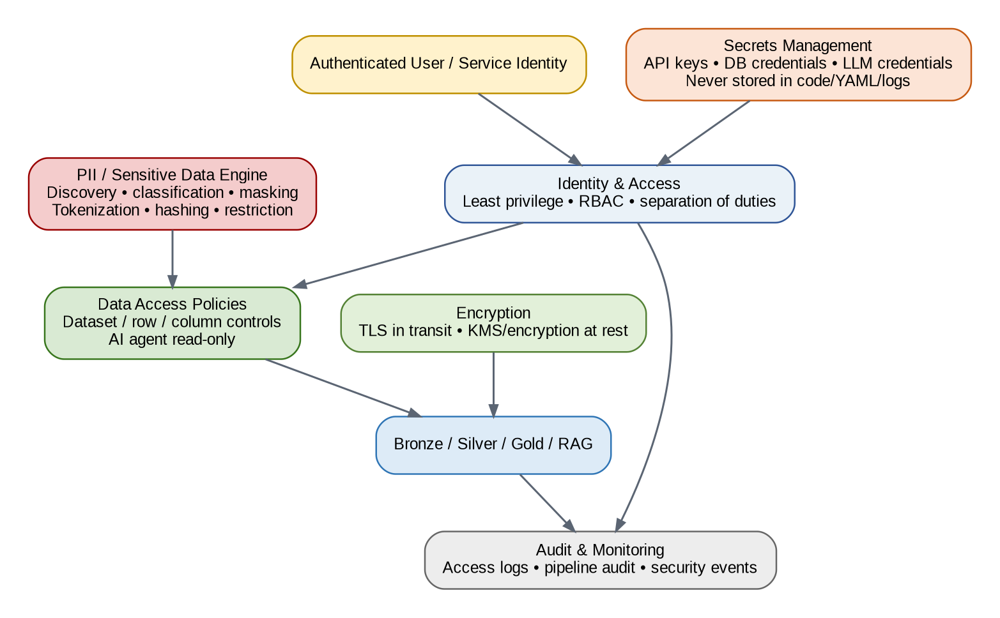 Authenticated User / Service Identity
Secrets Management
API keys • DB credentials • LLM credentials
Never stored in code/YAML/logs
PII / Sensitive Data Engine
Discovery • classification • masking
Tokenization • hashing • restriction
Identity & Access
Least privilege • RBAC • separation of duties
Data Access Policies
Dataset / row / column controls
AI agent read-only
Encryption
TLS in transit • KMS/encryption at rest
Bronze / Silver / Gold / RAG
Audit & Monitoring
Access logs • pipeline audit • security events